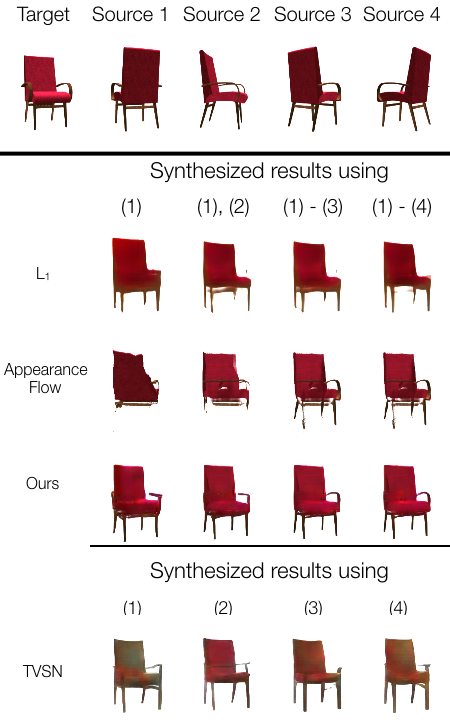 Target Source 1 Source 2 Source 3 Source 4
Synthesized results using
(1) (1), (2) (1) - (3) (1) - (4)
L1
Appearance
Flow
Ours
Synthesized results using
(1) (2) (3) (4)
TVSN